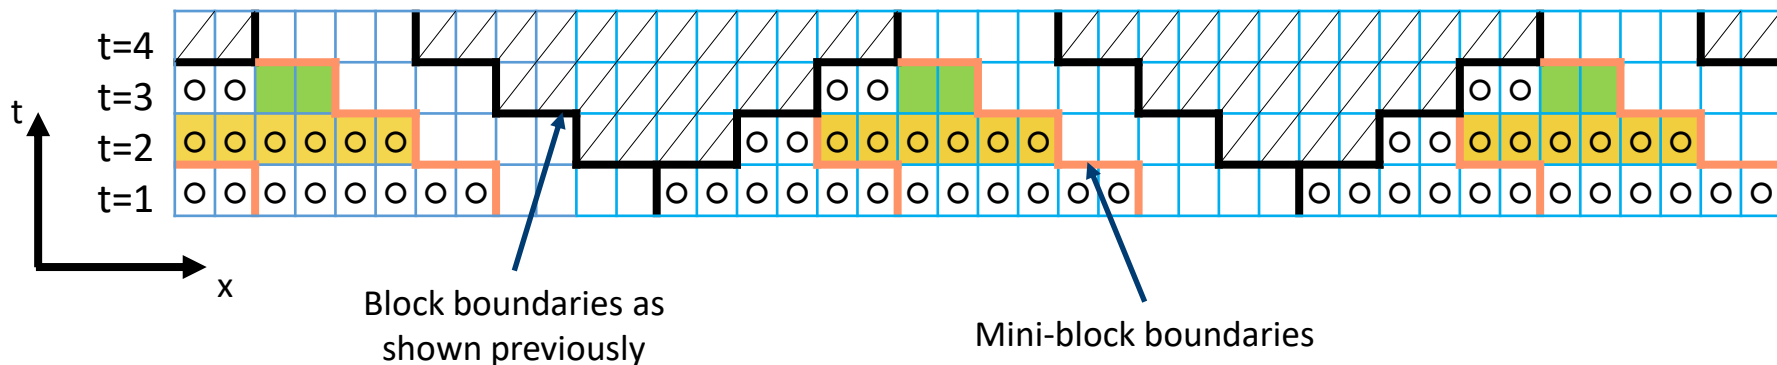 t=4
t=3
t
t=2
t=1
x
Block boundaries as
shown previously
Mini-block boundaries